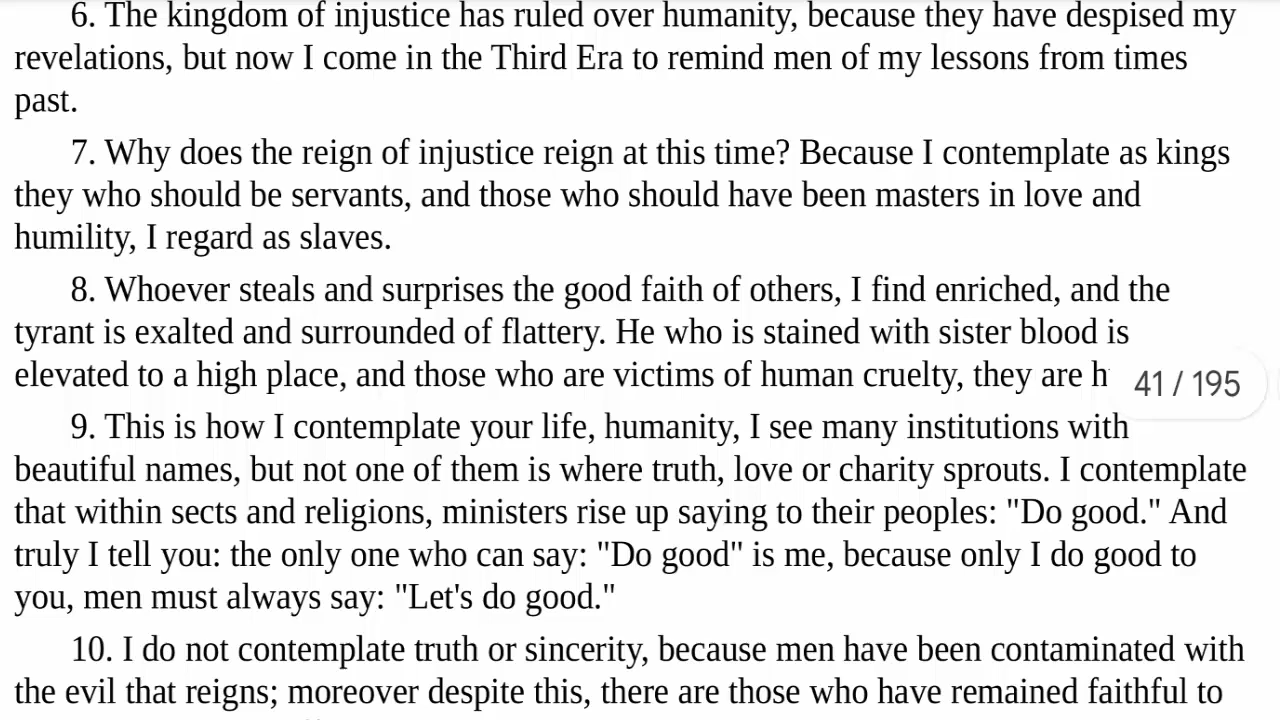 6. The kingdom of injustice has ruled over humanity, because they have despised my
revelations, but now I come in the Third Era to remind men of my lessons from times
past.
7. Why does the reign of injustice reign at this time? Because I contemplate as kings
they who should be servants, and those who should have been masters in love and
humility, I regard as slaves.
8. Whoever steals and surprises the good faith of others, I find enriched, and the
tyrant is exalted and surrounded of flattery. He who is stained with sister blood is
elevated to a high place, and those who are victims of human cruelty, they are
41 / 195
9. This is how I contemplate your life, humanity, I see many institutions with
beautiful names, but not one of them is where truth, love or charity sprouts. I contemplate
that within sects and religions, ministers rise up saying to their peoples: "Do good." And
truly I tell you: the only one who can say: "Do good" is me, because only I do good to
you, men must always say: "Let's do good."
10. I do not contemplate truth or sincerity, because men have been contaminated with
the evil that reigns; moreover despite this, there are those who have remained faithful to